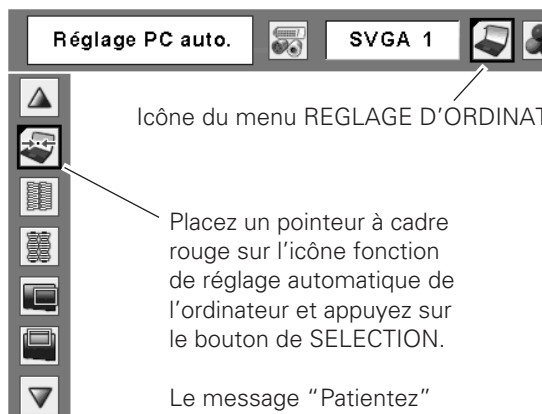 Réglage PC auto.
SVGA 1
Icône du menu REGLAGE D'ORDINAT
Placez un pointeur à cadre
rouge sur l'icône fonction
de réglage automatique de
l'ordinateur et appuyez sur
le bouton de SELECTION.
Le message “Patientez”